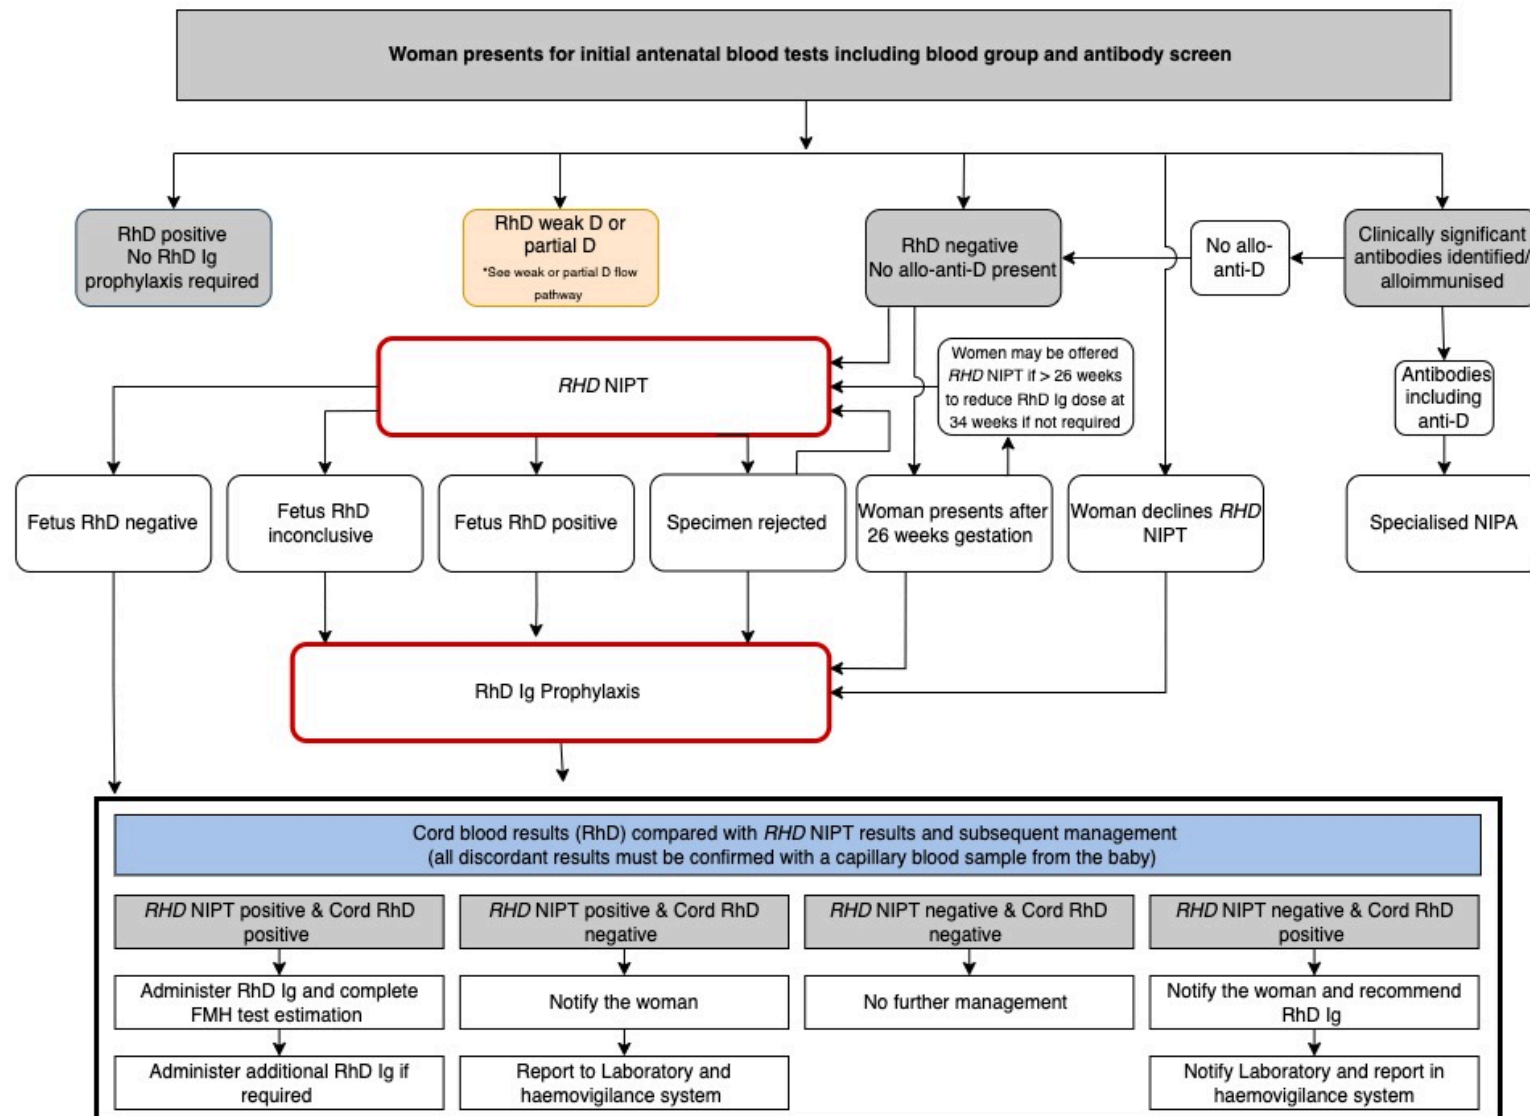 Woman presents for initial antenatal blood tests including blood group and antibody screen
RhD positive
No RhD Ig
prophylaxis required
RhD weak D or
partial D
*See weak or partial D flow
pathway
RhD negative
No allo-anti-D present
No allo-
anti-D
Clinically significant
antibodies identified/
alloimmunised
RHD NIPT
Women may be offered
RHD NIPT if > 26 weeks
to reduce RhD Ig dose at
34 weeks if not required
Antibodies
including
anti-D
Fetus RhD negative
Fetus RhD
inconclusive
Fetus RhD positive
Specimen rejected
Woman presents after
26 weeks gestation
Woman declines RHD
NIPT
Specialised NIPA
RhD Ig Prophylaxis
Cord blood results (RhD) compared with RHD NIPT results and subsequent management
(all discordant results must be confirmed with a capillary blood sample from the baby)
RHD NIPT positive & Cord RhD
positive
RHD NIPT positive & Cord RhD
negative
RHD NIPT negative & Cord RhD
negative
RHD NIPT negative & Cord RhD
positive
Administer RhD Ig and complete
FMH test estimation
Notify the woman
No further management
Notify the woman and recommend
RhD Ig
Administer additional RhD Ig if
required
Report to Laboratory and
haemovigilance system
Notify Laboratory and report in
haemovigilance system